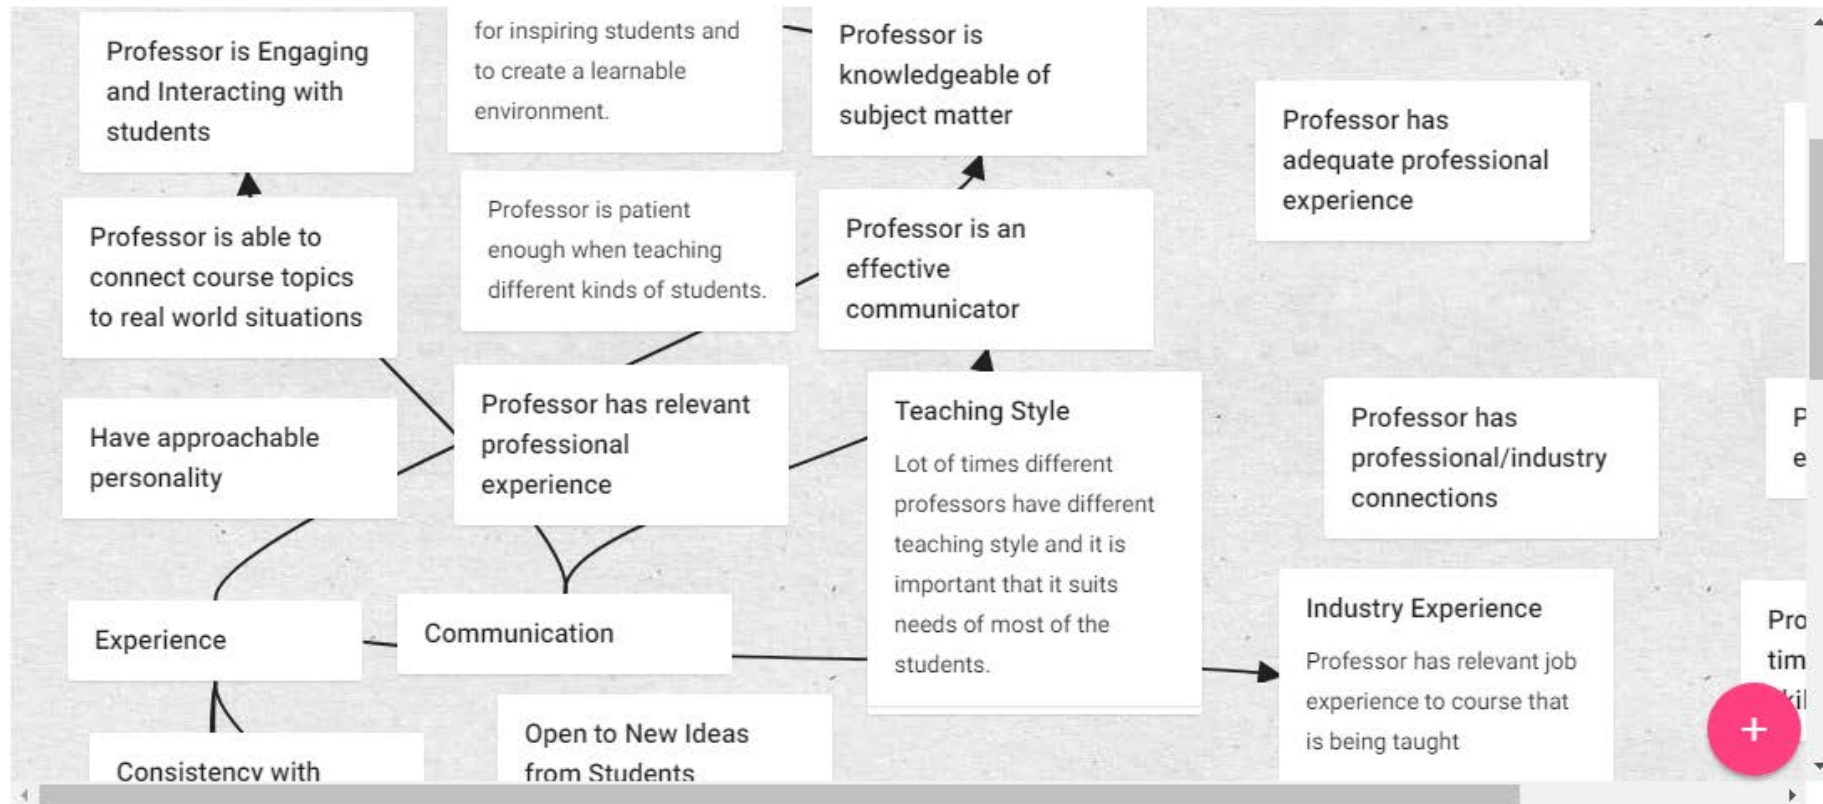 Professor is Engaging
and Interacting with
students
for inspiring students and
to create a learnable
environment.
Professor is
knowledgeable of
subject matter
Professor has
adequate professional
experience
Professor is able to
connect course topics
to real world situations
Professor is patient
enough when teaching
different kinds of students.
Professor is an
effective
communicator
Have approachable
personality
Professor has relevant
professional
experience
Teaching Style
Lot of times different
professors have different
teaching style and it is
important that it suits
needs of most of the
students.
Professor has
professional/industry
connections
P
e
Experience
Communication
Industry Experience
Professor has relevant job
experience to course that
is being taught
Pro
tim
kil
Open to New Ideas
from Students
Consistency with
+